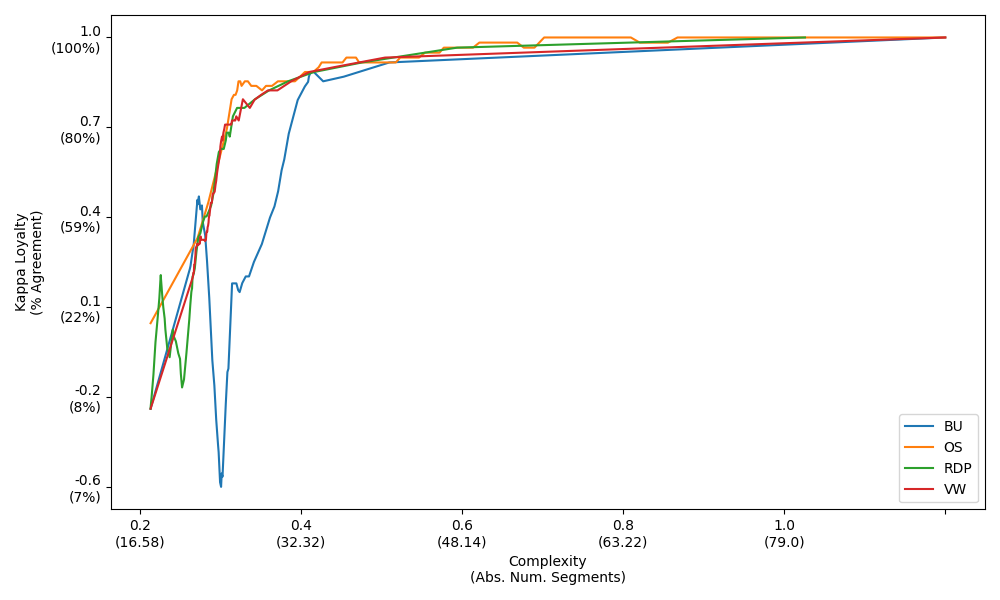 1.0
(100%)
0.7
(80%)
0.4
(59%)
0.1
(22%)
-0.2
(8%)
-0.6
(7%)
Kappa Loyalty
(% Agreement)
0.2
(16.58)
0.4
(32.32)
0.6
(48.14)
0.8
(63.22)
1.0
(79.0)
Complexity
(Abs. Num. Segments)
BU
OS
RDP
VW